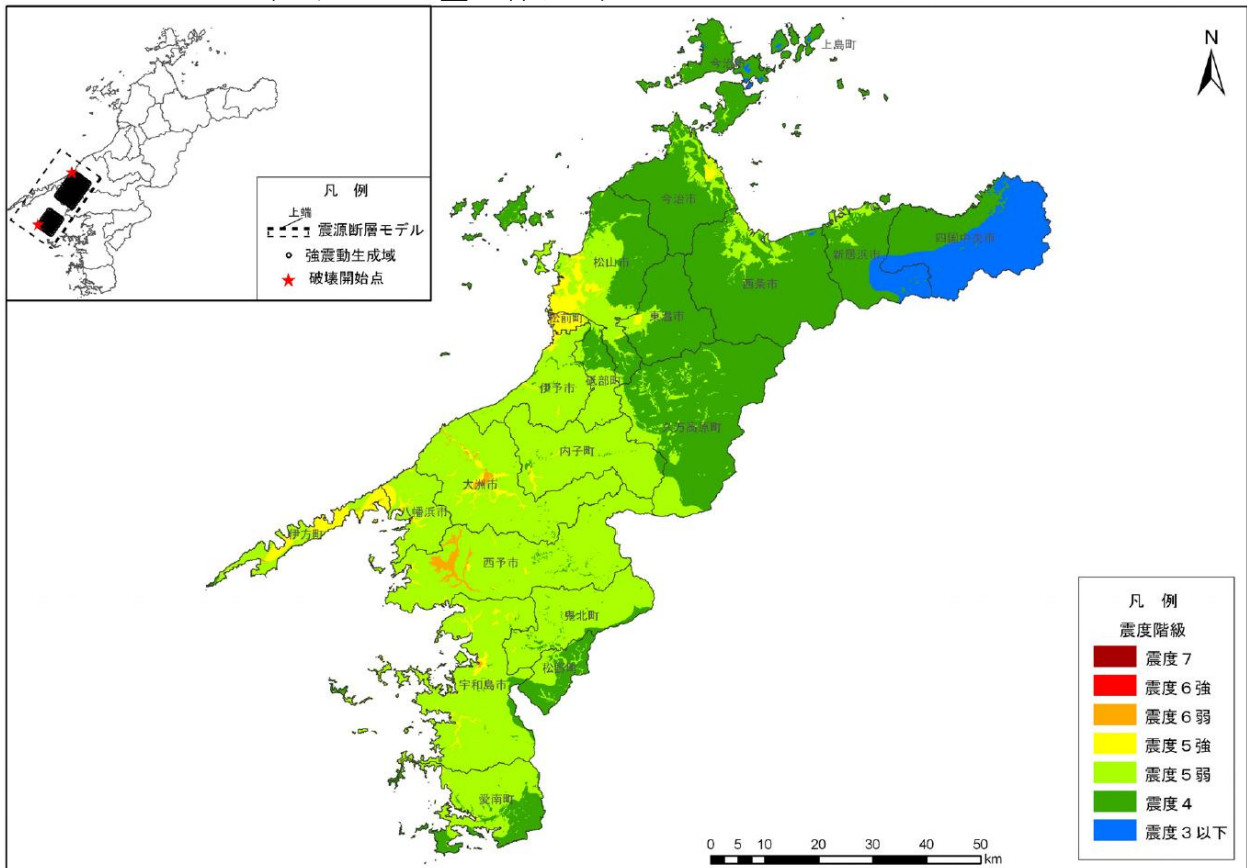 凡 例
上端
震源断層モデル
強震動生成域
破壊開始点
N
上島町
今治市
今治市
四国中央市
新居浜市
松山市
西条市
東温市
松前町
伊予市
砥部町
久万高原町
内子町
大洲市
八幡浜市
伊方町
西予市
鬼北町
松野町
宇和島市
愛南町
凡 例
震度階級
震度7
震度6強
震度6弱
震度5強
震度5弱
震度4
震度3以下
0 5 10 20 30 40 50
km